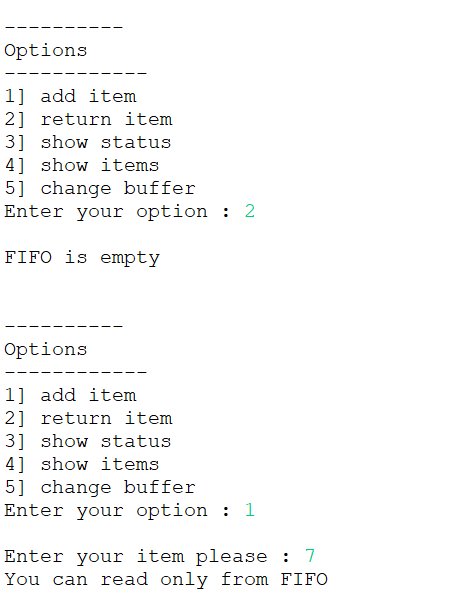 ----------
Options
------------
1] add item
2] return item
3] show status
4] show items
5] change buffer
Enter your option : 2
FIFO is empty
----------
Options
------------
1] add item
2] return item
3] show status
4] show items
5] change buffer
Enter your option : 1
Enter your item please : 7
You can read only from FIFO